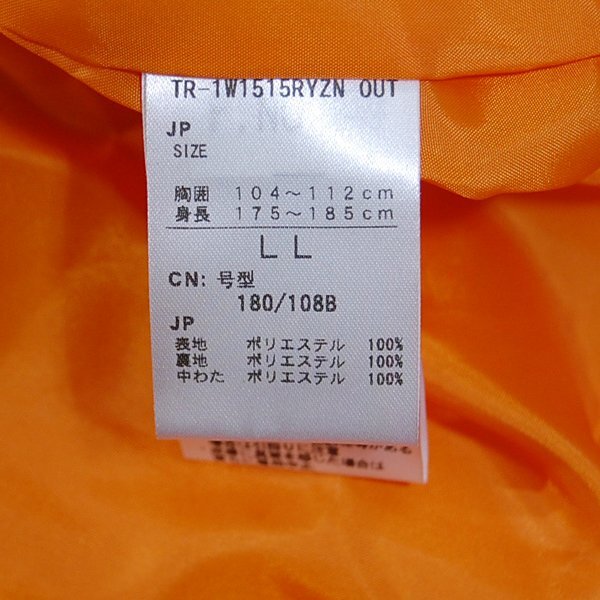 TR-1W1515RYZN OUT
JP
SIZE
胸囲 104～112cm
身長 175～185cm
LL
CN: 号型
180/108B
JP
表地 ポリエステル 100%
裏地 ポリエステル 100%
中わた ポリエステル 100%